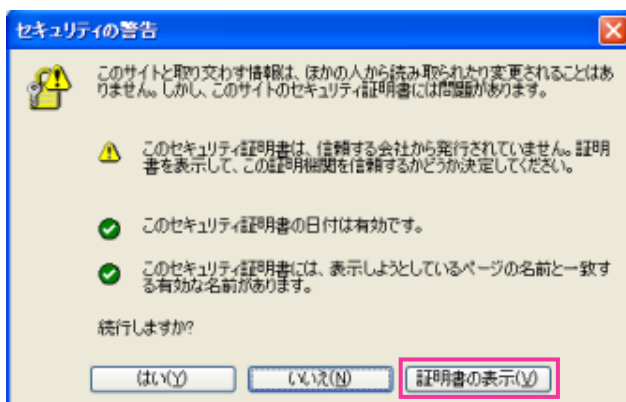 セキュリティの警告
このサイトと取り交わす情報は、ほかの人から読み取られたり変更されることはあ
りません。しかし、このサイトのセキュリティ証明書には問題があります。
このセキュリティ証明書は、信頼する会社から発行されていません。証明
書を表示して、この証明機関を信頼するかどうか決定してください。
このセキュリティ証明書の日付は有効です。
このセキュリティ証明書には、表示しようとしているページの名前と一致す
る有効な名前があります。
続行しますか?
はい(Y) いいえ(N) 証明書の表示(V)